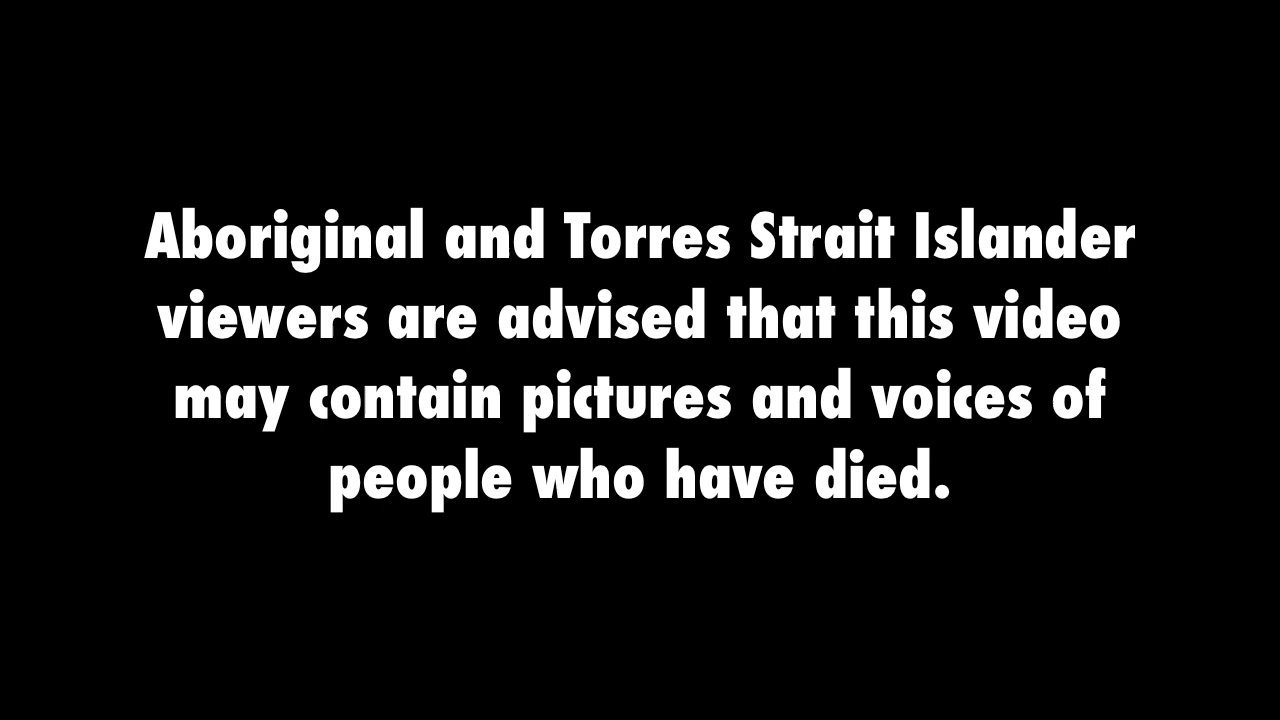 Aboriginal and Torres Strait Islander
viewers are advised that this video
may contain pictures and voices of
people who have died.